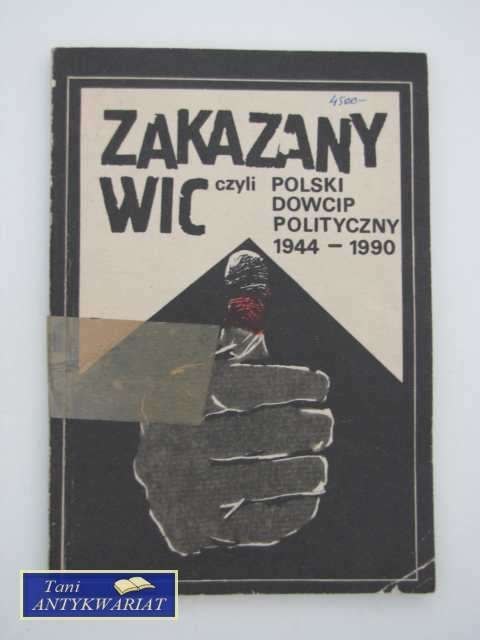 4500-
ZAKAZANY
WIC czyli POLSKI
DOWCIP
POLITYCZNY
1944 - 1990
Tani
ANTYKWARIAT